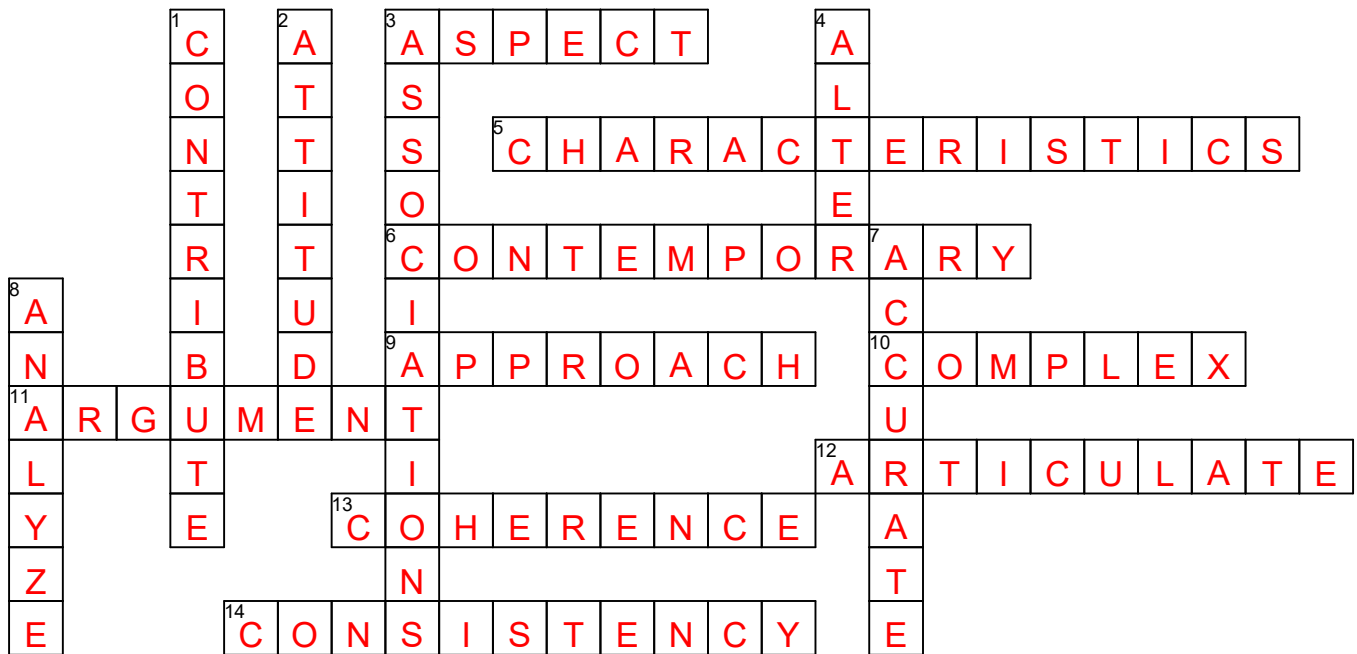 1 C 2 A 3 A S P E C T 4 A
O T S L
N T S 5 C H A R A C T E R I S T I C S
T I O E
R T 6 C O N T E M P O R 7 A R Y
8 A I U I C
N B D 9 A P P R O A C H 10 C O M P L E X
11 A R G U M E N T U
L T I 12 A R T I C U L A T E
Y E 13 C O H E R E N C E A
Z N T
E 14 C O N S I S T E N C Y E